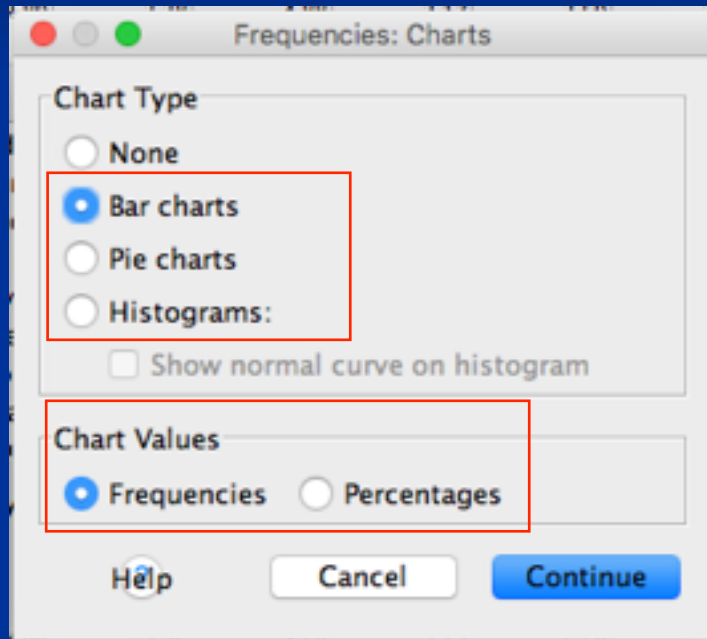 Frequencies: Charts
Chart Type
None
Bar charts
Pie charts
Histograms:
Show normal curve on histogram
Chart Values
Frequencies Percentages
Help Cancel Continue